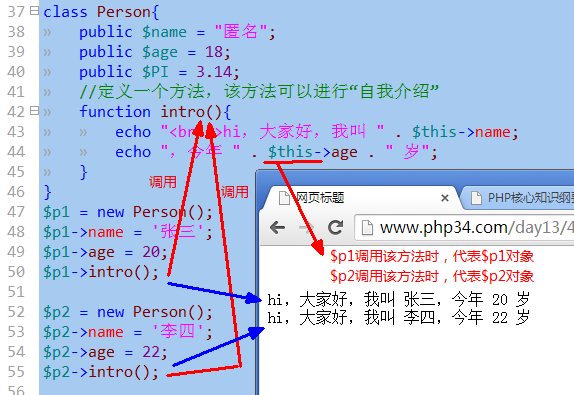 37 class Person{
38 public $name = "匿名";
39 public $age = 18;
40 public $PI = 3.14;
41 //定义一个方法，该方法可以进行“自我介绍”
42 function intro(){
43 echo "<br />hi, 大家好，我叫 " . $this->name;
44 echo "，今年 " . $this->age . " 岁";
45 }
46 }
调用
调用
47 $p1 = new Person();
48 $p1->name = '张三';
49 $p1->age = 20;
50 $p1->intro();
51
52 $p2 = new Person();
53 $p2->name = '李四';
54 $p2->age = 22;
55 $p2->intro();
56
网页标题
PHP核心知识纲要
www.php34.com/day13/4
$p1调用该方法时，代表$p1对象
$p2调用该方法时，代表$p2对象
hi, 大家好，我叫 张三，今年 20 岁
hi, 大家好，我叫 李四，今年 22 岁